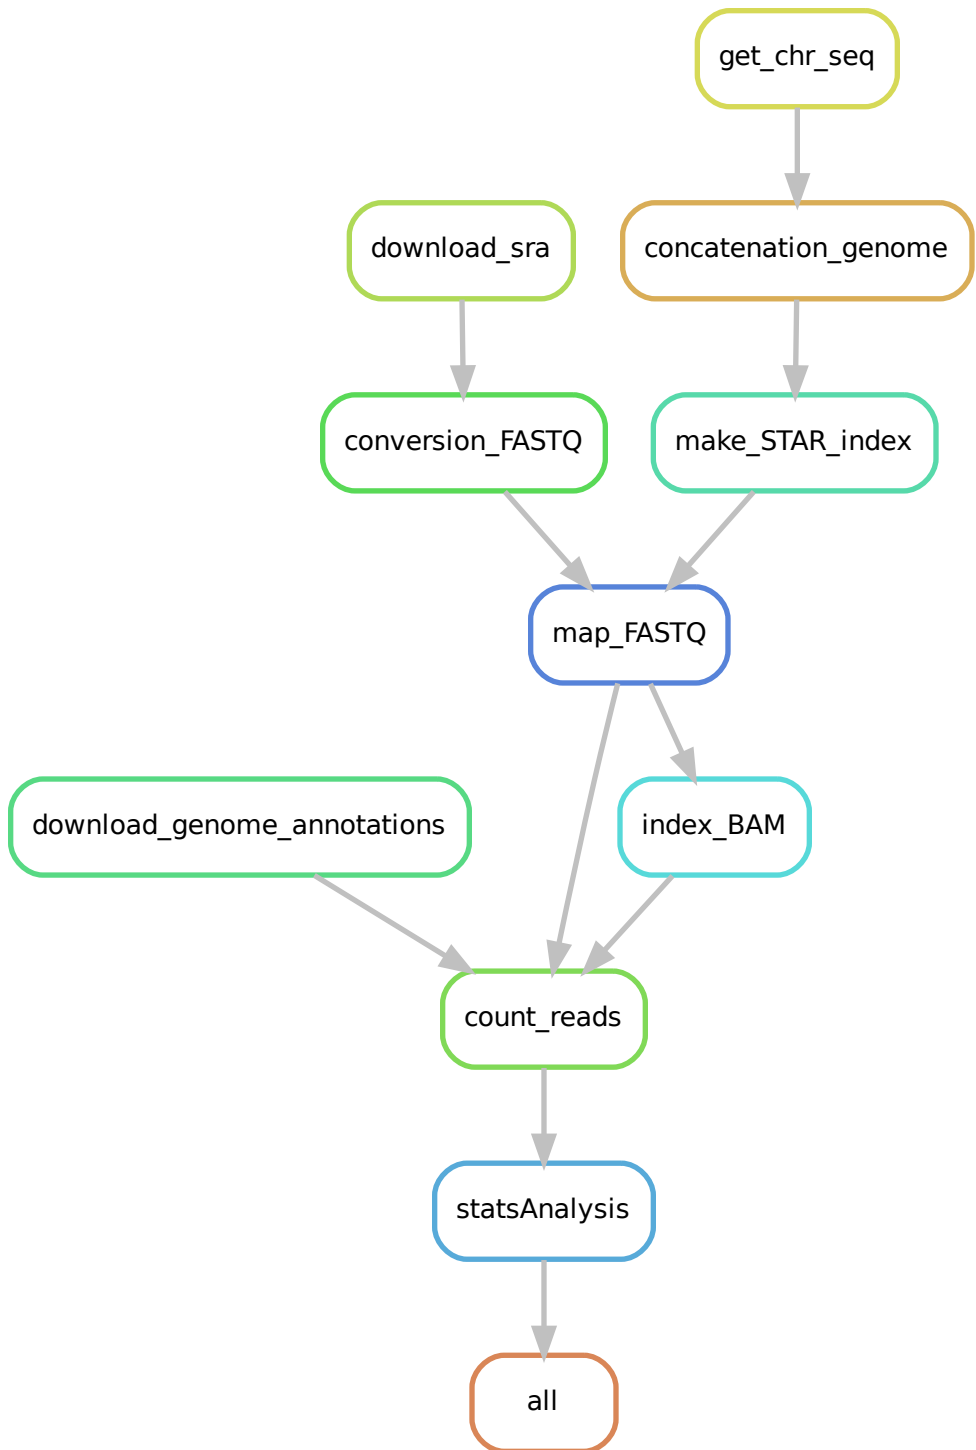 get_chr_seq
download_sra
concatenation_genome
conversion_FASTQ
make_STAR_index
map_FASTQ
download_genome_annotations
index_BAM
count_reads
statsAnalysis
all